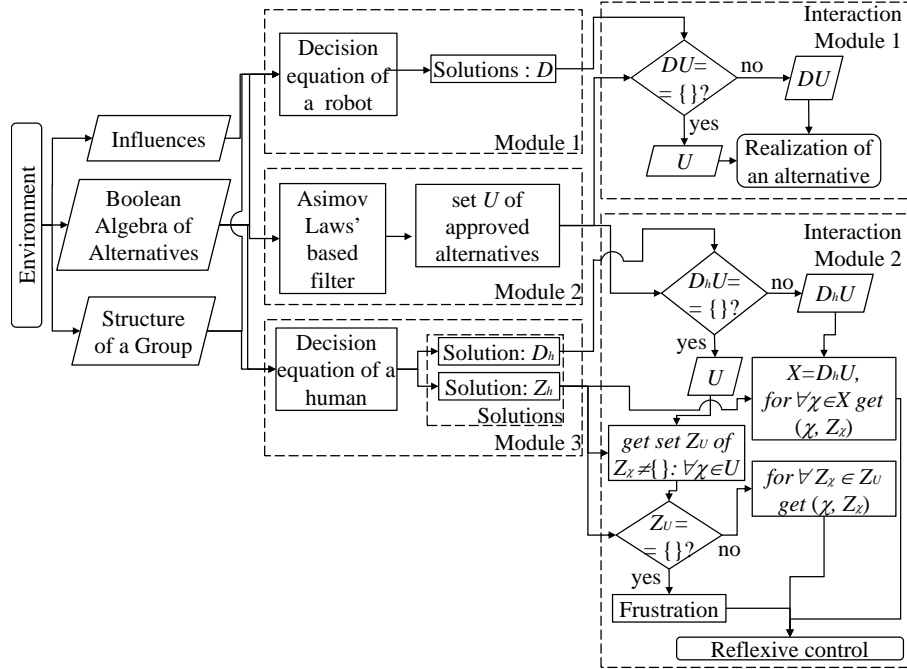 Environment
Influences
Boolean
Algebra of
Alternatives
Structure
of a Group
Decision
equation of
a robot
Solutions : D
Module 1
Asimov
Laws'
based
filter
set U of
approved
alternatives
Module 2
Decision
equation of a
human
Solution: Dh
Solution: Zh
Solutions
Module 3
Interaction
Module 1
DU=
= {}?
no
DU
yes
U
Realization of
an alternative
Interaction
Module 2
DhU=
= {}?
no
DhU
yes
U
X=DhU,
for ∀χ∈X get
(χ, Zχ)
get set ZU of
Zχ≠{}: ∀χ∈U
for ∀ Zχ ∈ ZU
get (χ, Zχ)
ZU=
= {}?
no
yes
Frustration
Reflexive control